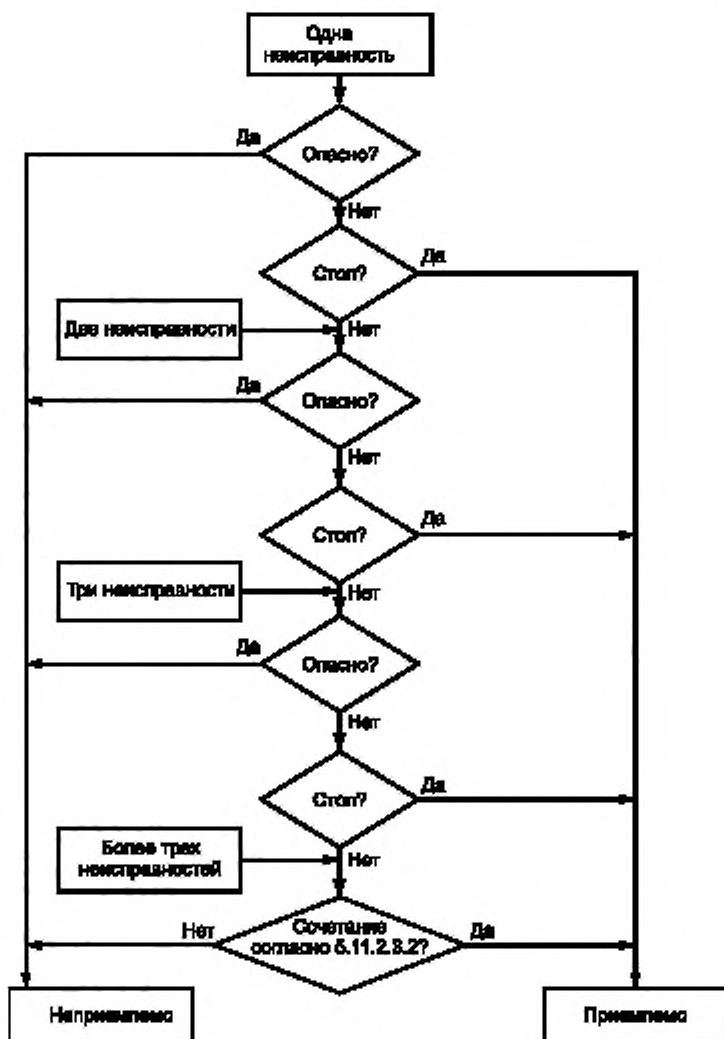 Одна
неисправность
Да
Опасно?
Нет
Стоп?
Да
Две неисправности
Нет
Да
Опасно?
Нет
Стоп?
Да
Три неисправности
Нет
Да
Опасно?
Нет
Стоп?
Да
Более трех
неисправностей
Нет
Нет
Сочетание
согласно 5.11.2.3.2?
Да
Неприемлемо
Приемлемо